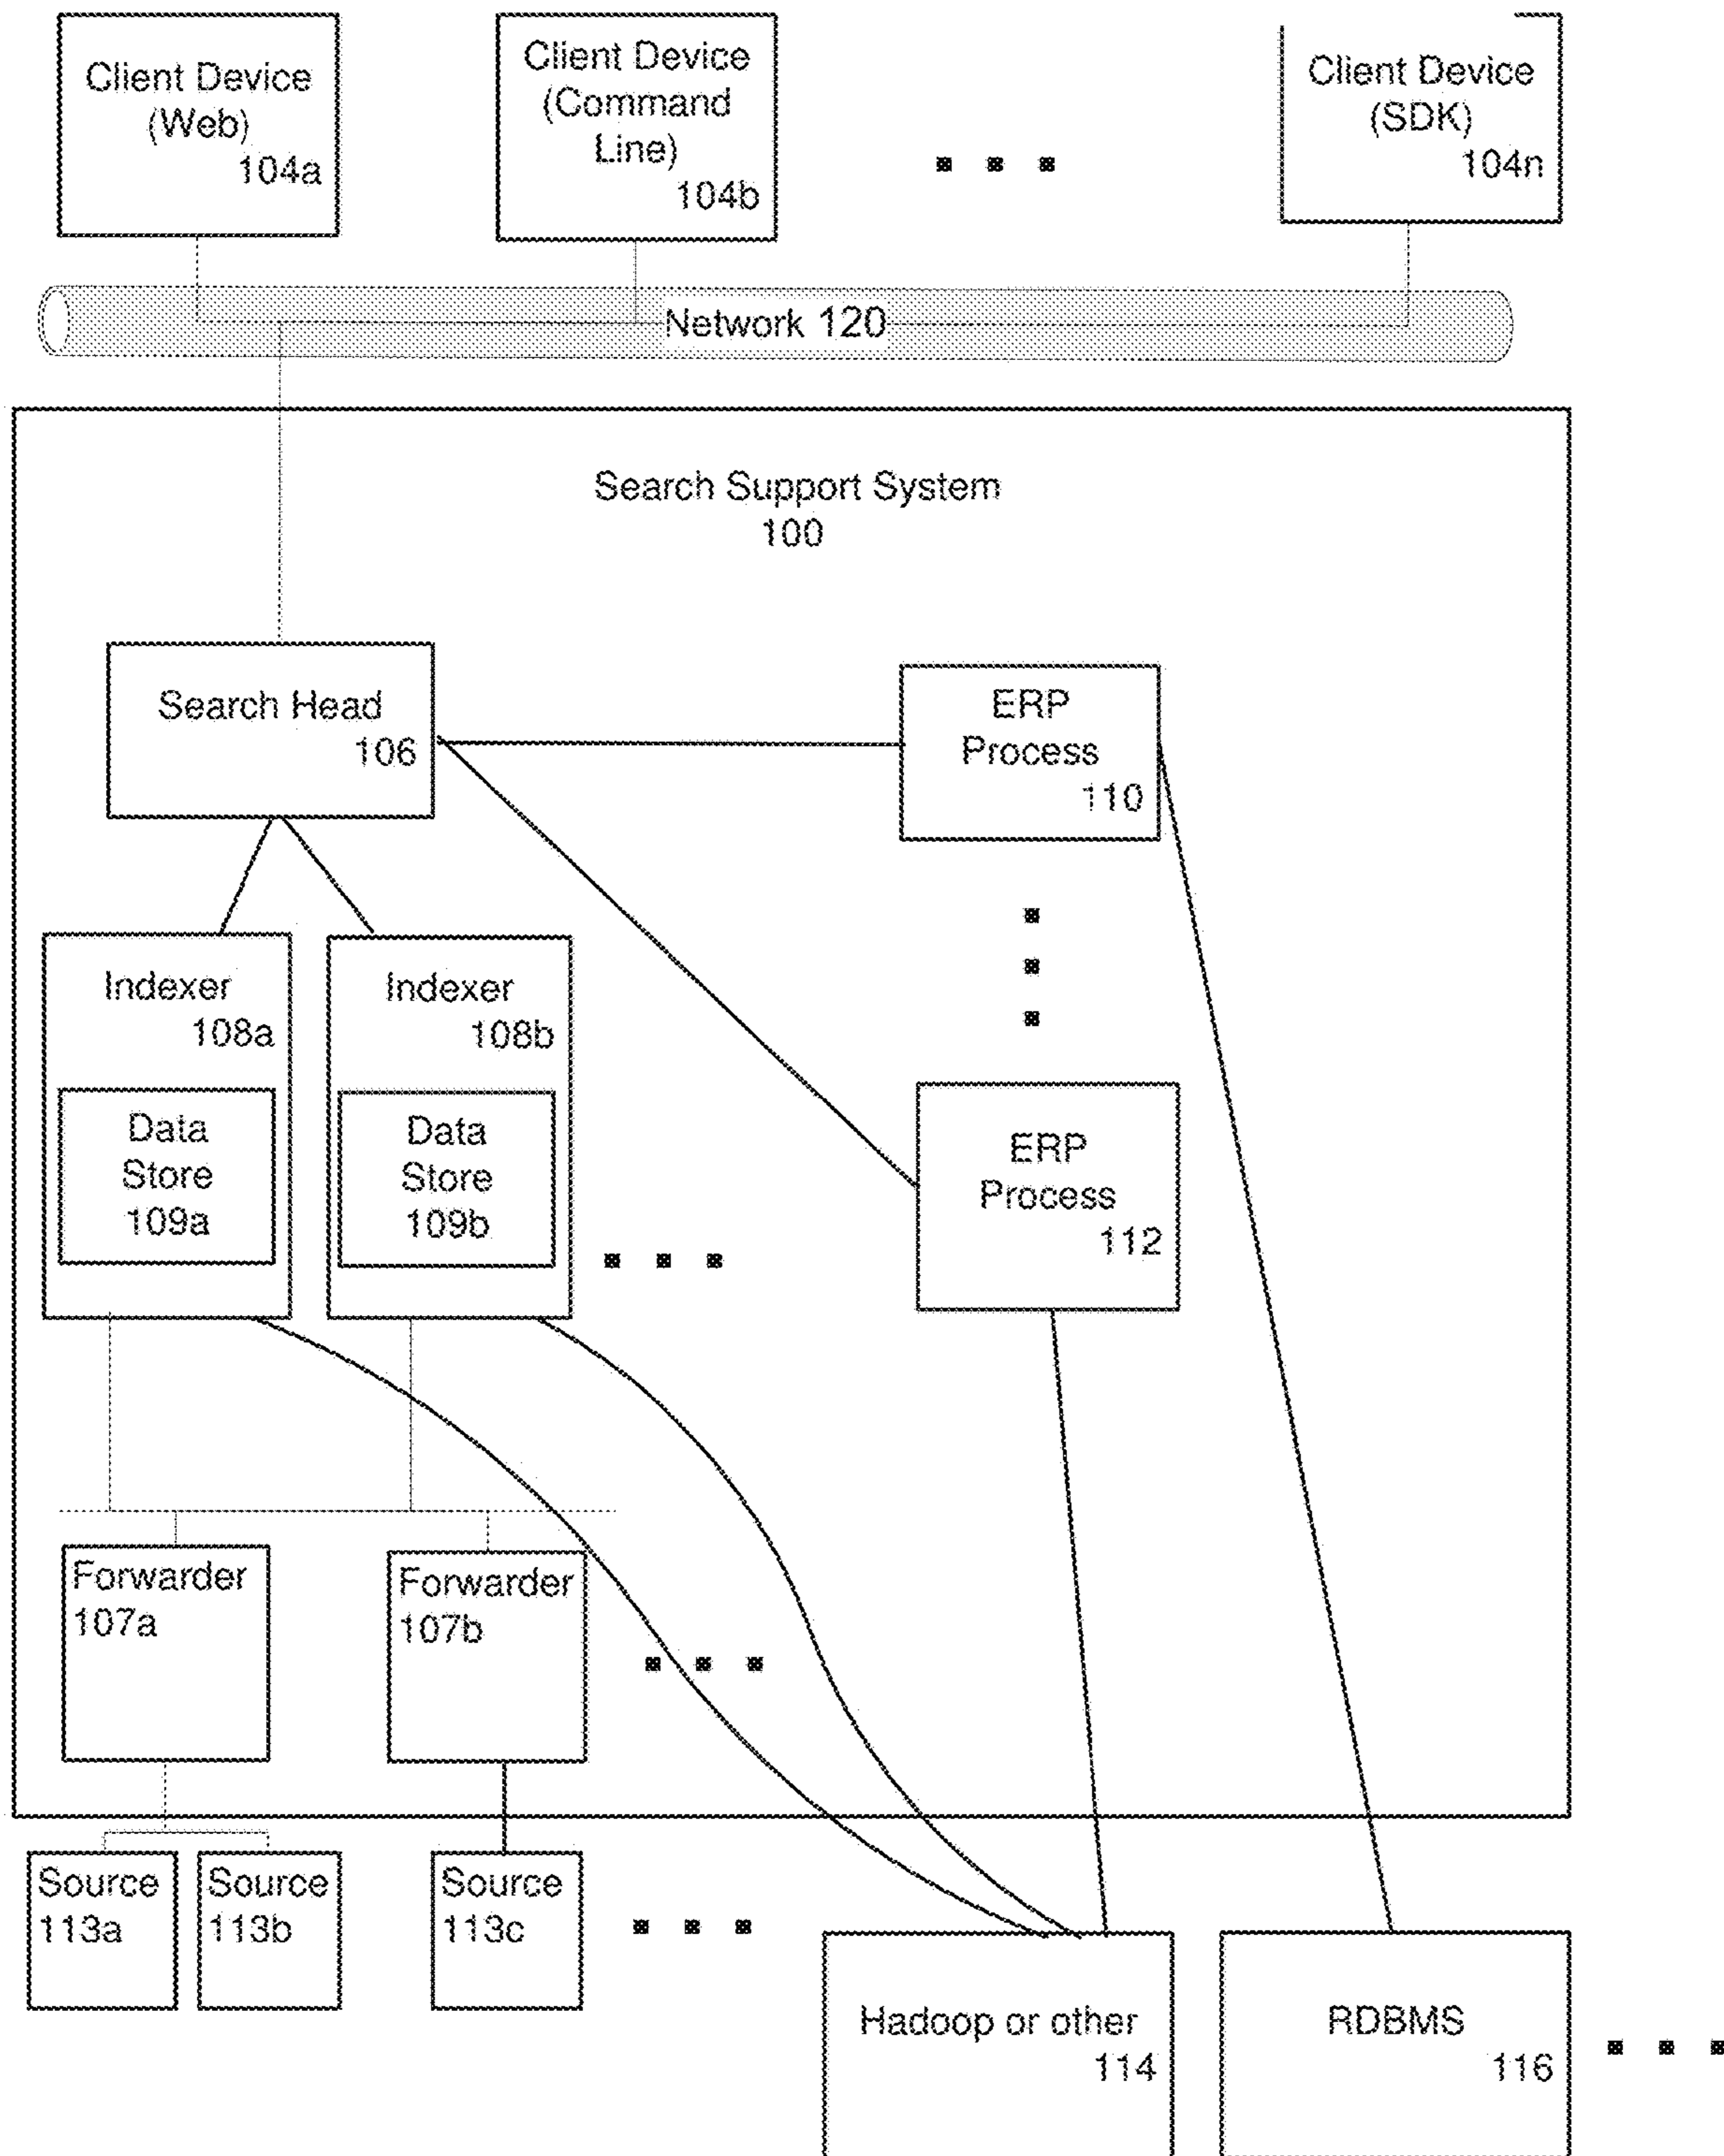 Client Device
(Web)
104a
Client Device
(Command
Line)
104b
Client Device
(SDK)
104n
Network 120
Search Support System
100
Search Head
106
ERP
Process
110
Indexer
108a
Data
Store
109a
Indexer
108b
Data
Store
109b
ERP
Process
112
Forwarder
107a
Forwarder
107b
Source
113a
Source
113b
Source
113c
Hadoop or other
114
RDBMS
116